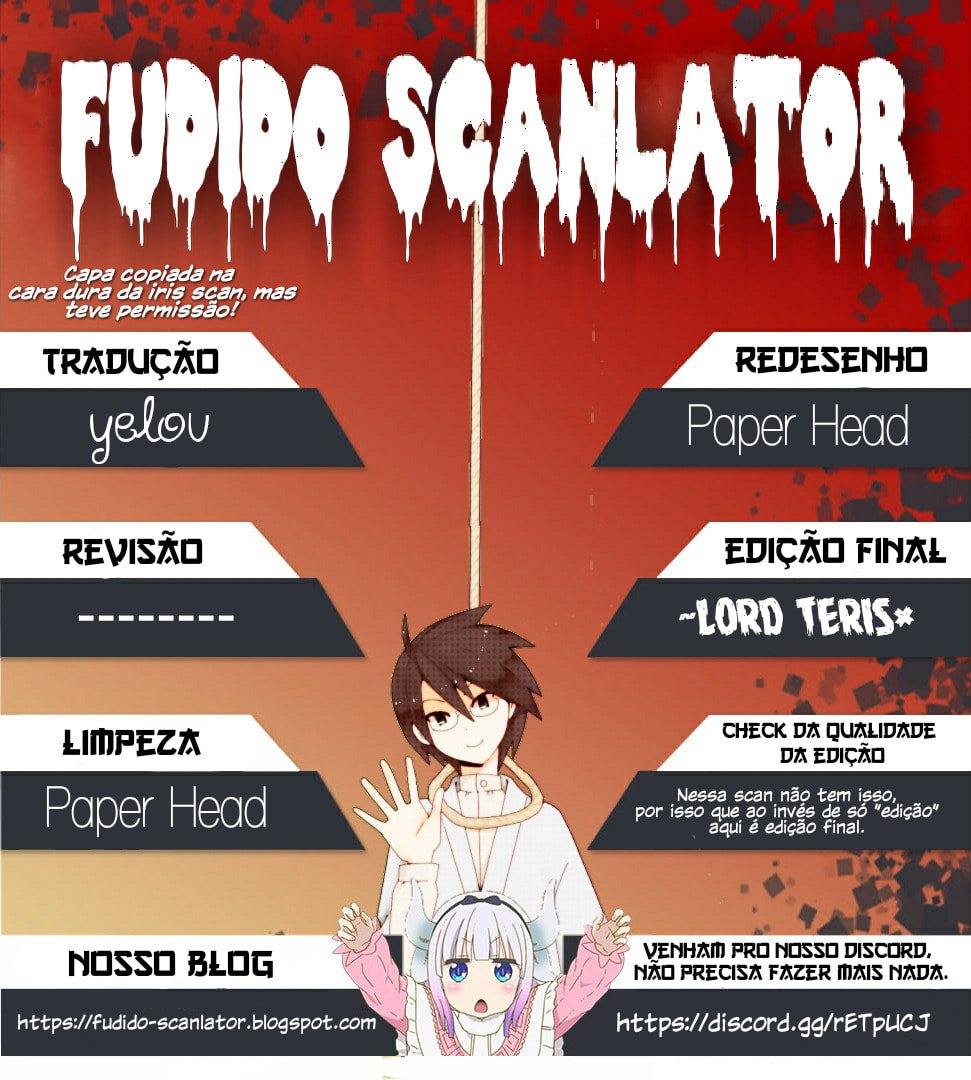 FUDIDO SCANLATOR
Capa copiada na
cara dura da iris scan, mas
teve permissão!
TRADUÇÃO
yelou
REDESENHO
Paper Head
REVISÃO
--------
EDIÇÃO FINAL
~LORD TERIS*
LIMPEZA
Paper Head
CHECK DA QUALIDADE
DA EDIÇÃO
Nessa scan não tem isso,
por isso que ao invés de só "edição"
aqui é edição final.
NOSSO BLOG
https://fudido-scanlator.blogspot.com
VENHAM PRO NOSSO DISCORD,
NÃO PRECISA FAZER MAIS NADA.
https://discord.gg/rETpUCJ